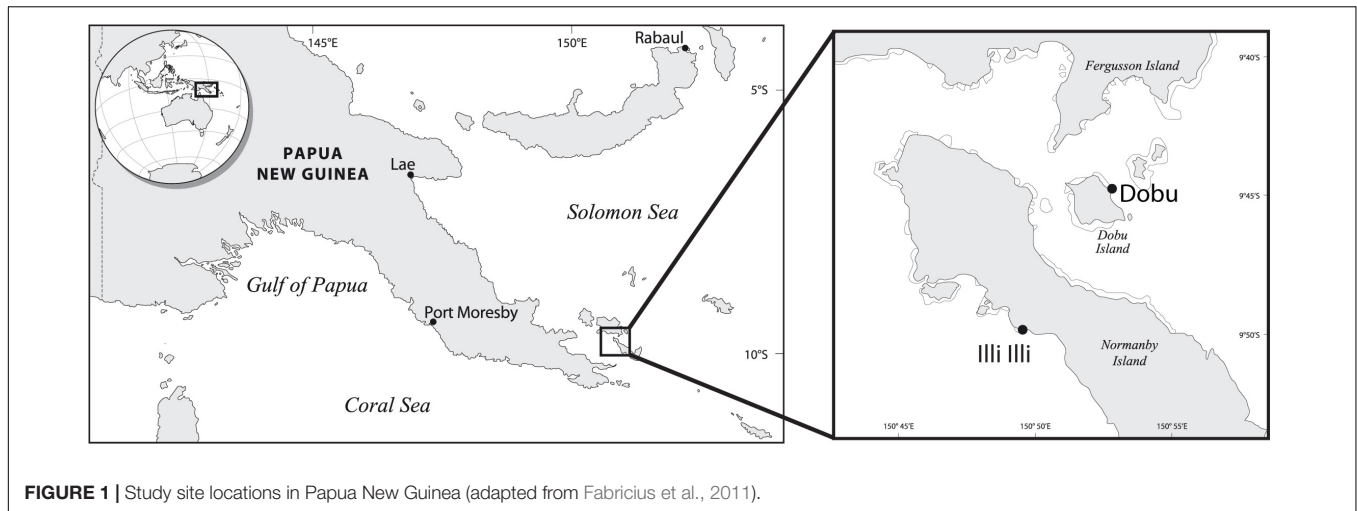 145°E
150°E
Rabaul
5°S
PAPUA
NEW GUINEA
Lae
Solomon Sea
Gulf of Papua
Port Moresby
10°S
Coral Sea
Fergusson Island
9°40'S
Dobu
9°45'S
Dobu
Island
9°50'S
Illi Illi
Normanby
Island
150° 45'E
150° 50'E
150° 55'E
FIGURE 1 | Study site locations in Papua New Guinea (adapted from Fabricius et al., 2011).